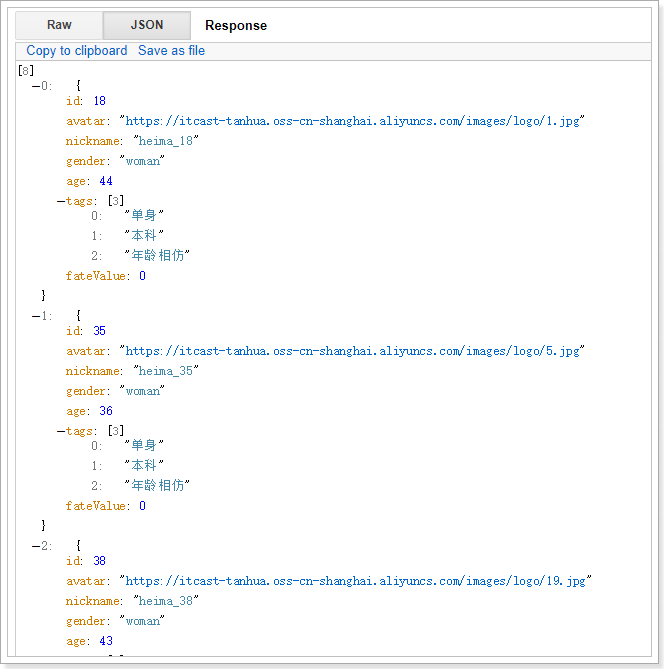 Raw JSON Response
Copy to clipboard Save as file
[8]
−0: {
id: 18
avatar: "https://itcast-tanhua.oss-cn-shanghai.aliyuncs.com/images/logo/1.jpg"
nickname: "heima_18"
gender: "woman"
age: 44
−tags: [3]
0: "单身"
1: "本科"
2: "年龄相仿"
fateValue: 0
}
−1: {
id: 35
avatar: "https://itcast-tanhua.oss-cn-shanghai.aliyuncs.com/images/logo/5.jpg"
nickname: "heima_35"
gender: "woman"
age: 36
−tags: [3]
0: "单身"
1: "本科"
2: "年龄相仿"
fateValue: 0
}
−2: {
id: 38
avatar: "https://itcast-tanhua.oss-cn-shanghai.aliyuncs.com/images/logo/19.jpg"
nickname: "heima_38"
gender: "woman"
age: 43